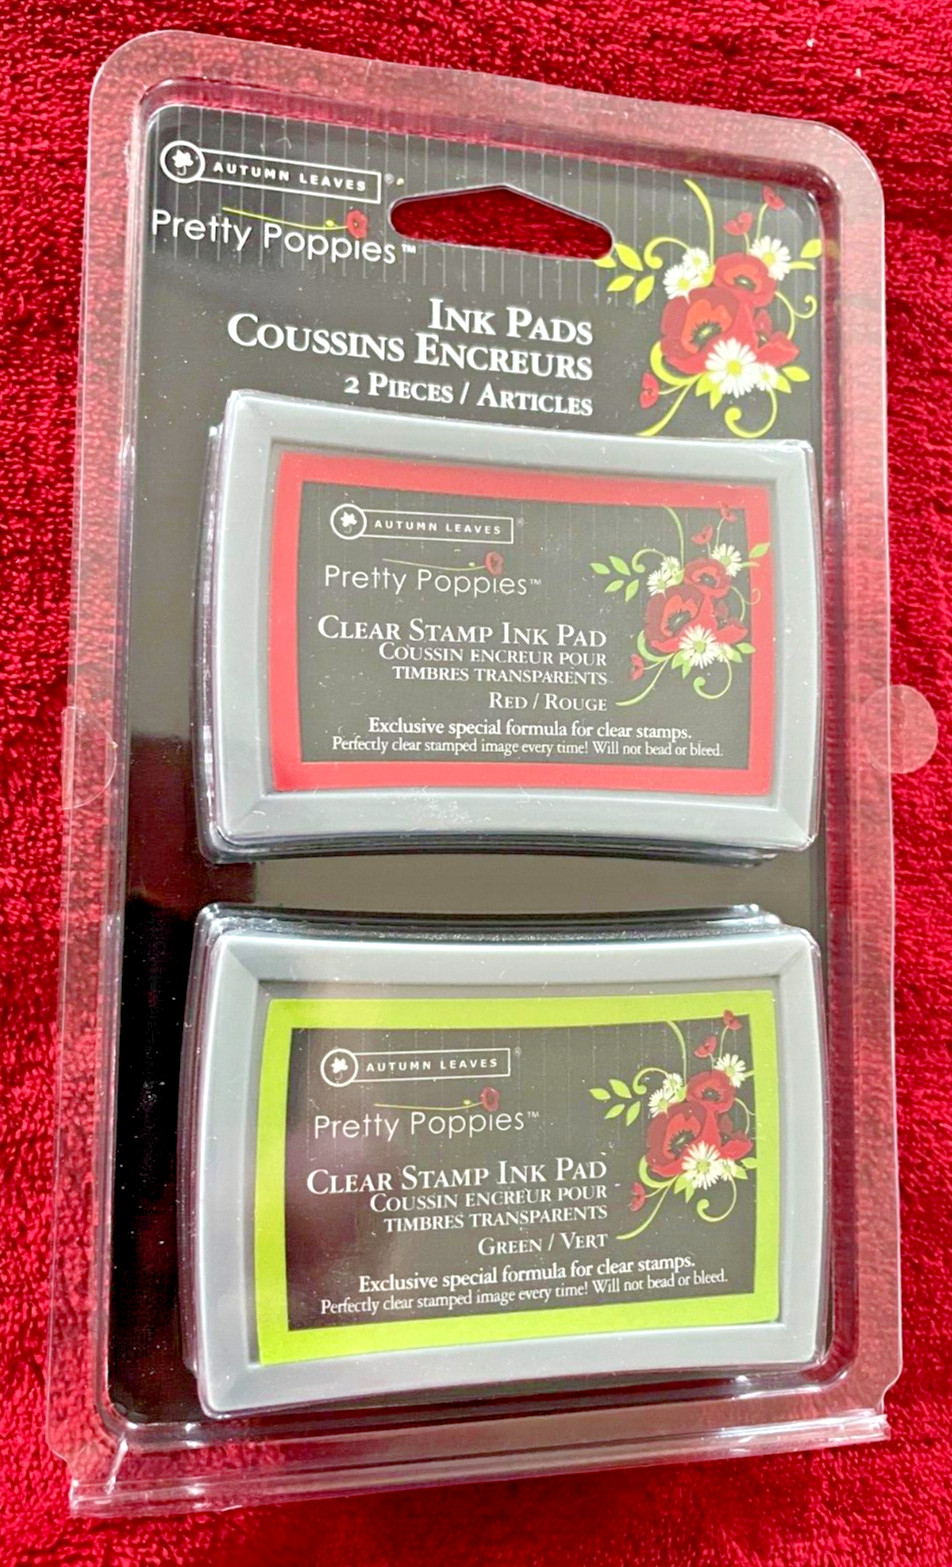 AUTUMN LEAVES®
Pretty Poppies™
INK PADS
COUSSINS ENCREURS
2 PIECES / ARTICLES
AUTUMN LEAVES®
Pretty Poppies™
CLEAR STAMP INK PAD
COUSSIN ENCREUR POUR
TIMBRES TRANSPARENTS
RED / ROUGE
Exclusive special formula for clear stamps.
Perfectly clear stamped image every time! Will not bead or bleed.
AUTUMN LEAVES®
Pretty Poppies™
CLEAR STAMP INK PAD
COUSSIN ENCREUR POUR
TIMBRES TRANSPARENTS
GREEN / VERT
Exclusive special formula for clear stamps.
Perfectly clear stamped image every time! Will not bead or bleed.